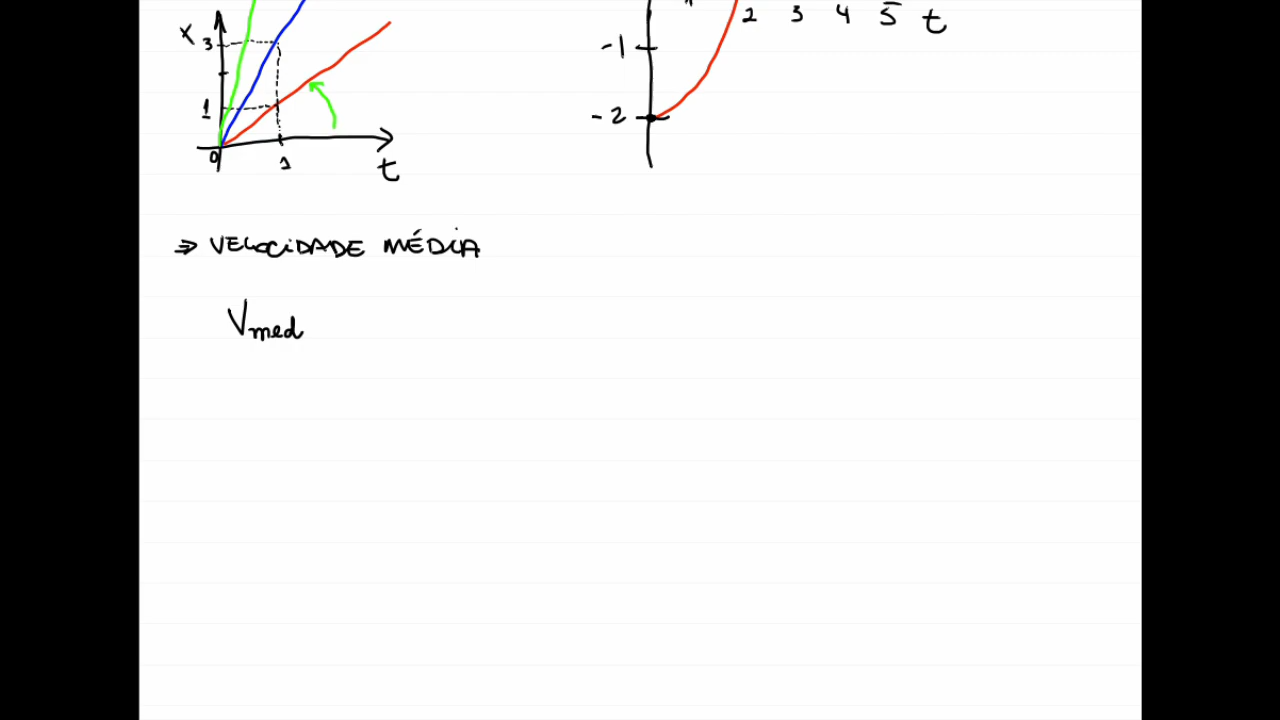 x
3
1
0
1
t
2 3 4 5 t
-1
-2
⇒ VELOCIDADE MÉDIA
Vmed